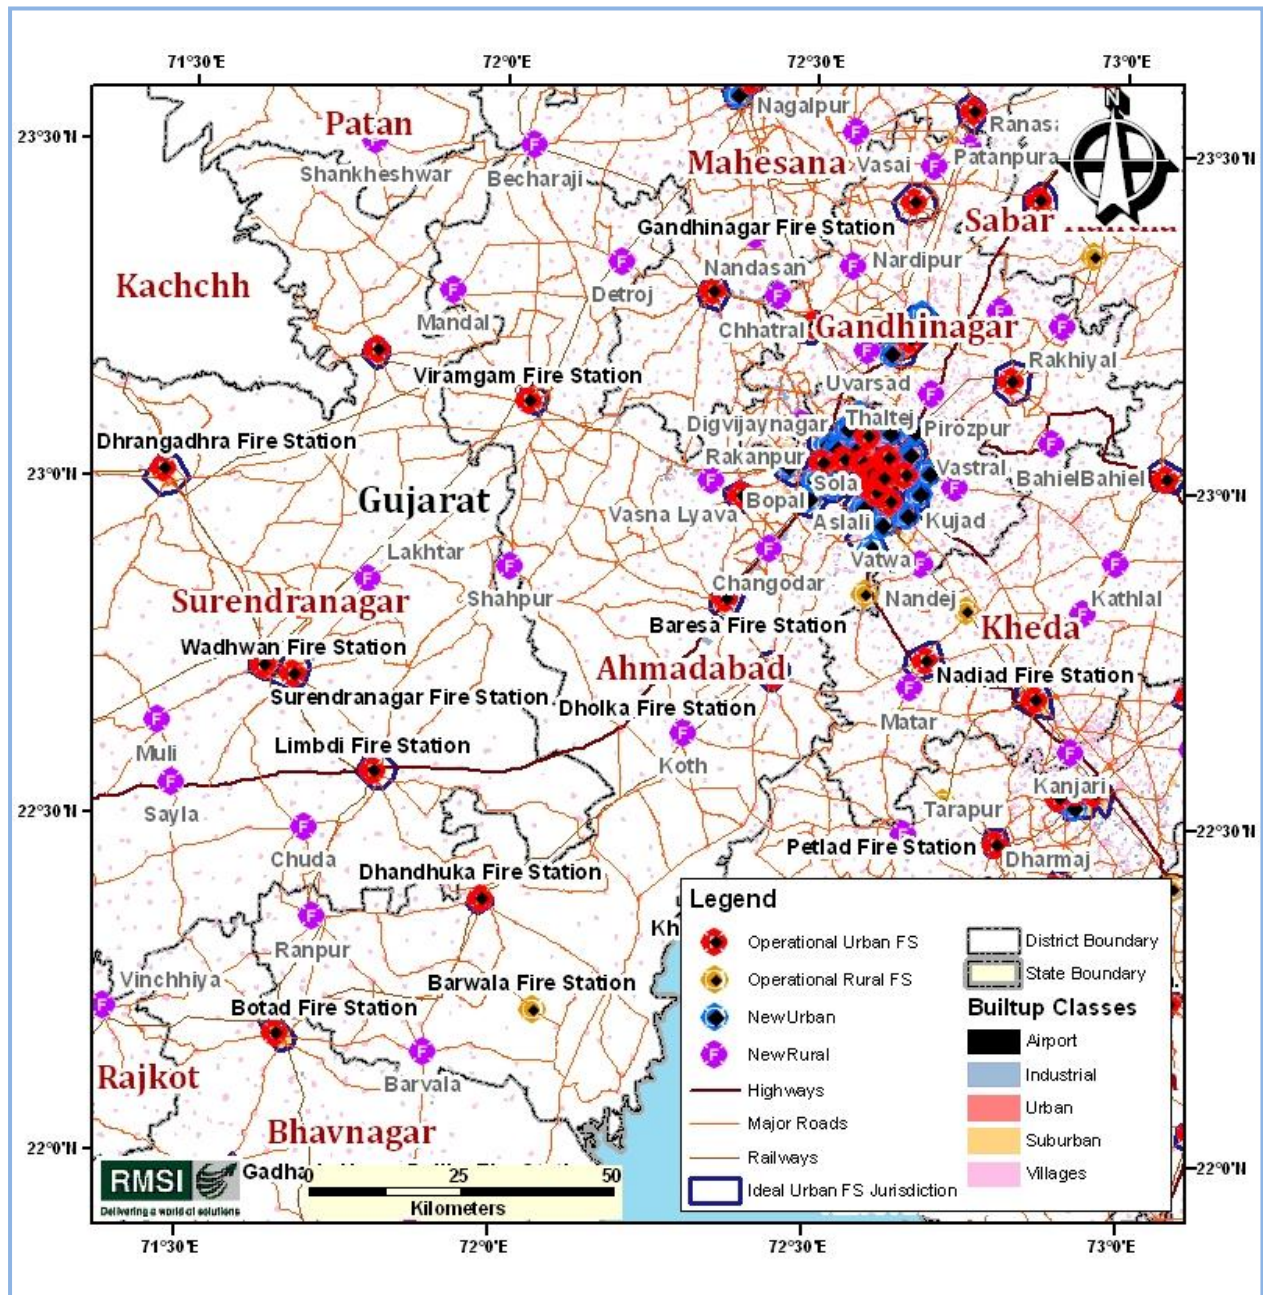 71°30'E 72°0'E 72°30'E 73°0'E
23°30'N
23°30'N
Nagalpur
Patan
Ranasa
Shankheshwar
Becharaji
Mahesana
Vasai
Patanpura
N
Gandhinagar Fire Station
Sabar
Kachchh
Mandal
Detroj
Nandasan
Nardipur
Chhatral
Gandhinagar
Rakhiyal
Viramgam Fire Station
Uvarsad
Dhrangadhra Fire Station
Digvijaynagar
Thaltej
Pirozpur
23°0'N
Rakanpur
Vastral
BahielBahiel
23°0'N
Gujarat
Sola
Vasna Lyava
Bopal
Aslali
Kujad
Lakhtar
Shahpur
Changodar
Vatwa
Surendranagar
Nandej
Kathlal
Baresa Fire Station
Kheda
Wadhwan Fire Station
Ahmadabad
Nadiad Fire Station
Surendranagar Fire Station
Dholka Fire Station
Matar
Muli
Limbdi Fire Station
Koth
Sayla
Kanjari
22°30'N
Tarapur
22°30'N
Chuda
Petlad Fire Station
Dharmaj
Dhandhuka Fire Station
Kh
Ranpur
Vinchhiya
Barwala Fire Station
Botad Fire Station
Rajkot
Barvala
Bhavnagar
22°0'N
22°0'N
Gadha
RMSI
Delivering a world of solutions
0 25 50
Kilometers
Legend
Operational Urban FS
Operational Rural FS
New Urban
New Rural
Highways
Major Roads
Railways
Ideal Urban FS Jurisdiction
District Boundary
State Boundary
Builtup Classes
Airport
Industrial
Urban
Suburban
Villages
71°30'E 72°0'E 72°30'E 73°0'E